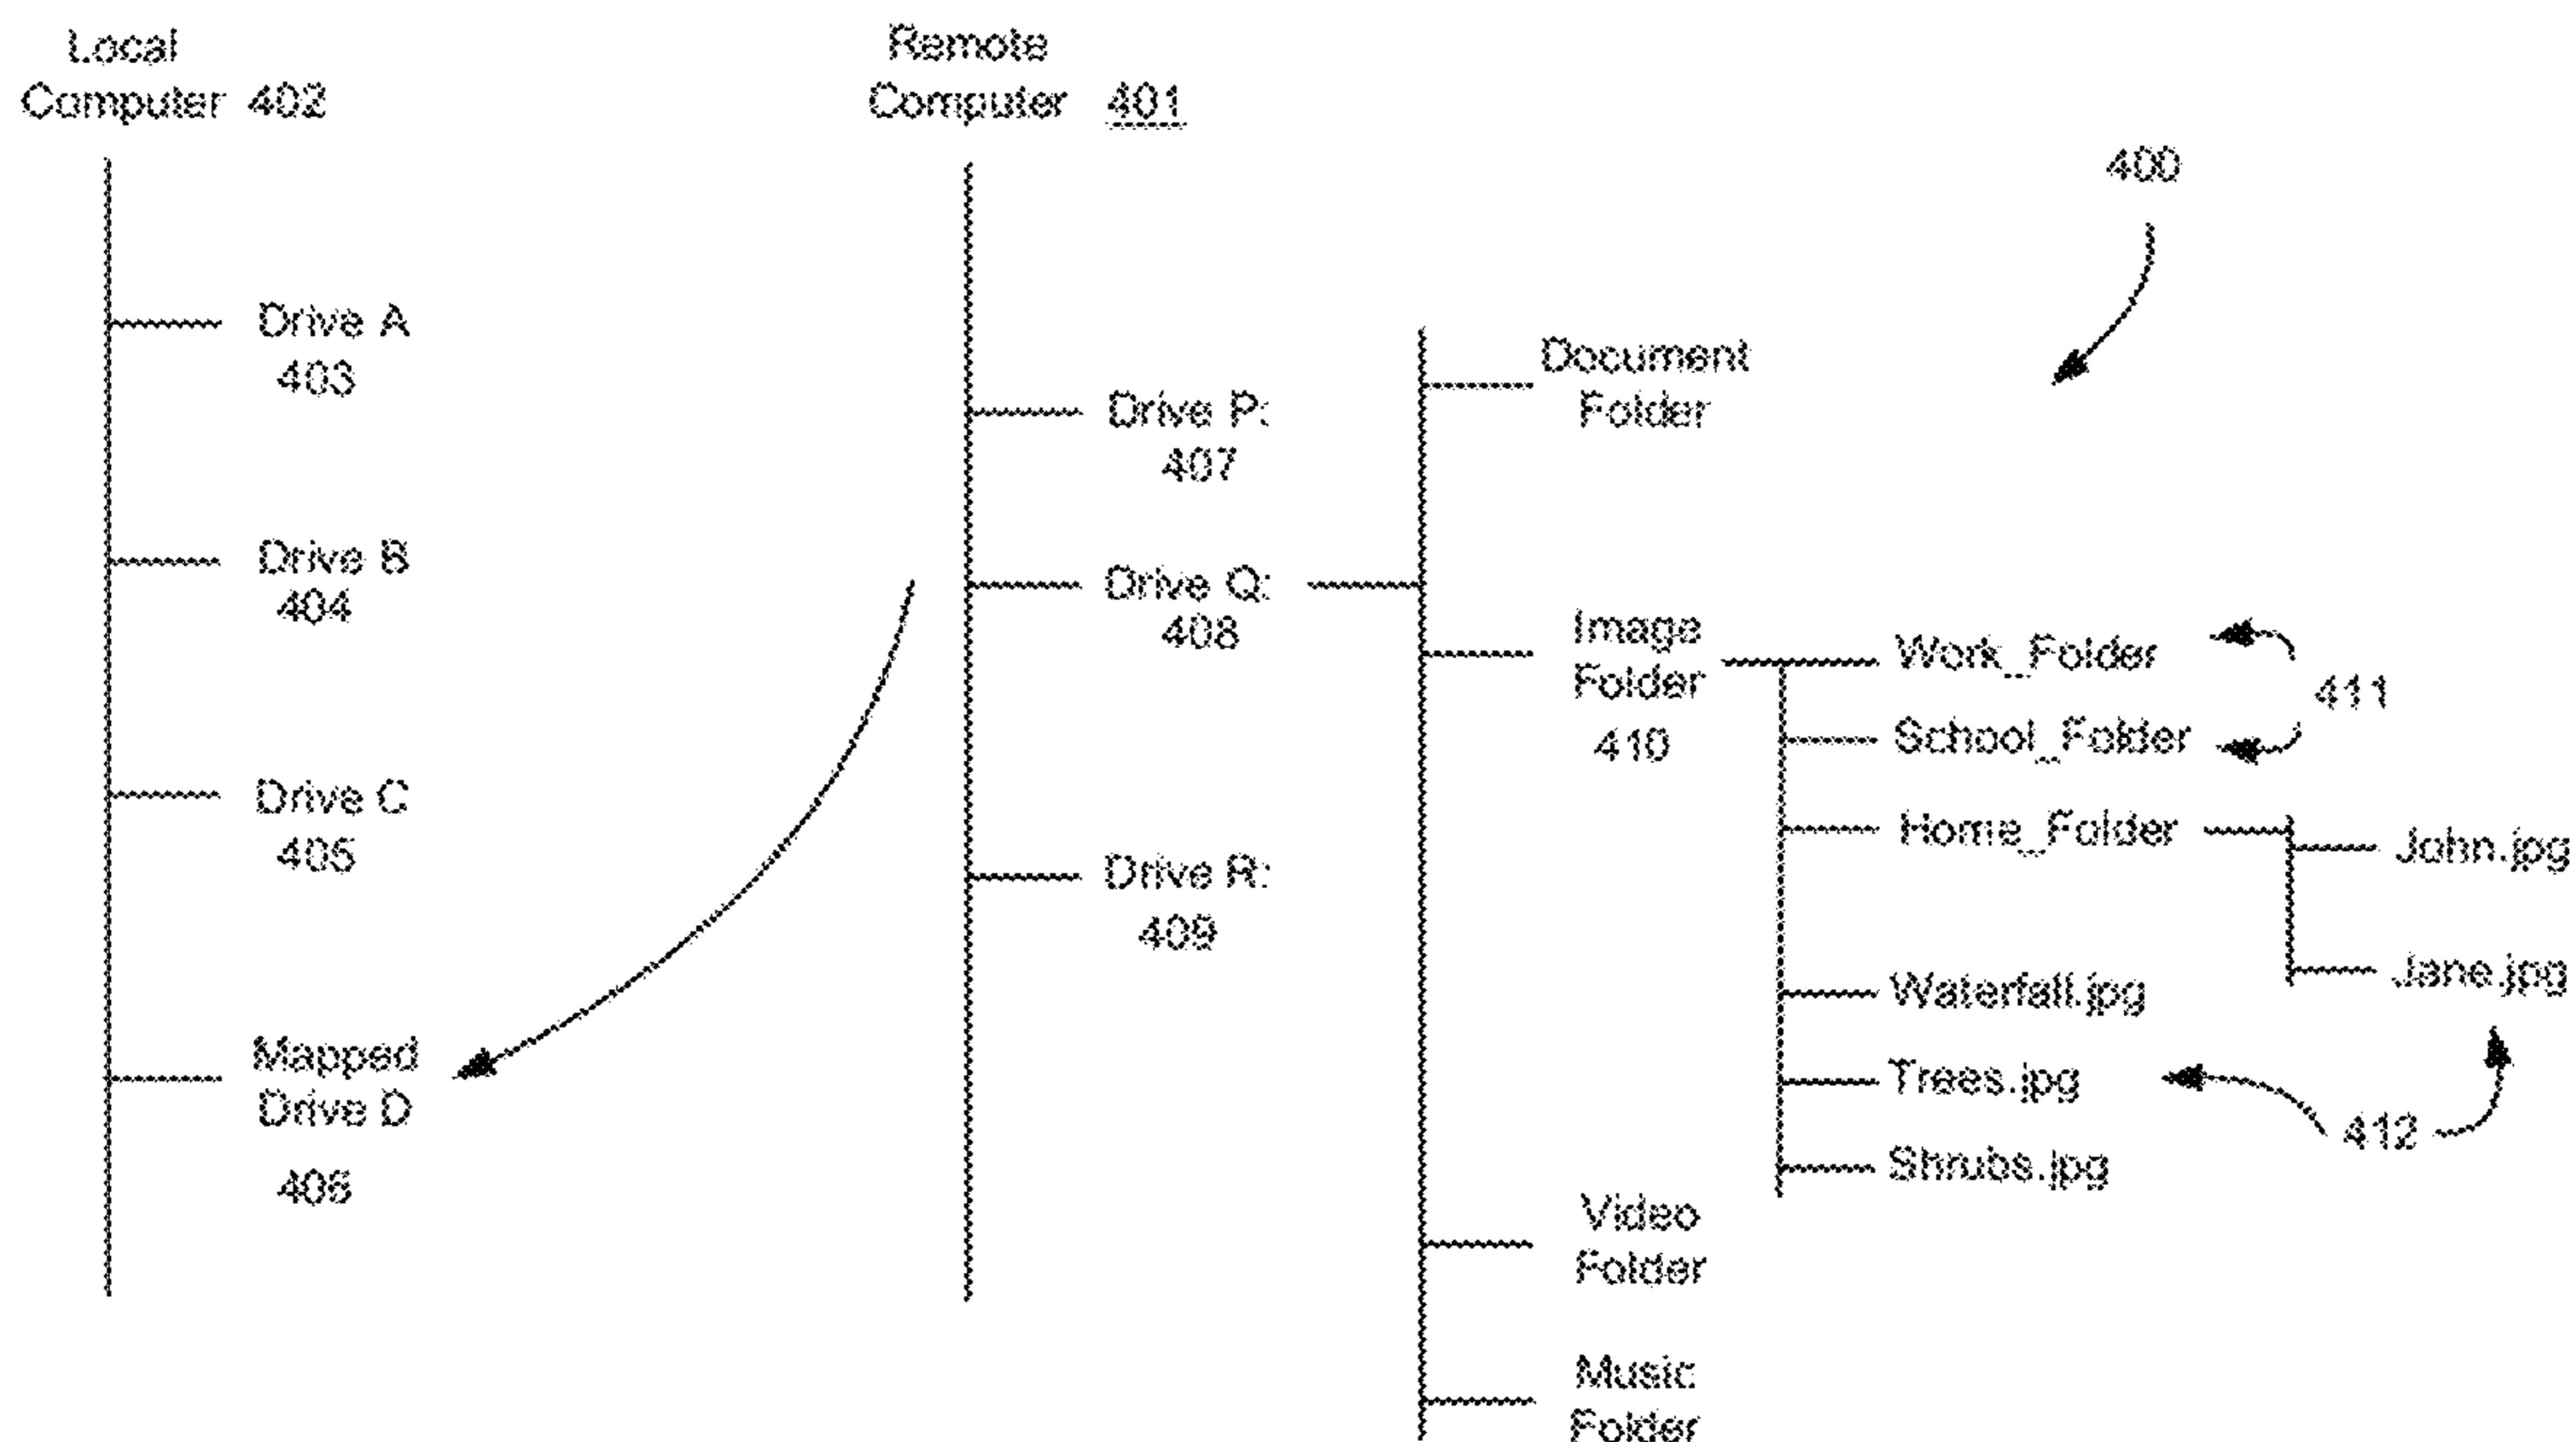 Local
Computer 402
Remote
Computer 401
400
Drive A
403
Drive B
404
Drive C
405
Mapped
Drive D
406
Drive P:
407
Drive Q:
408
Drive R:
409
Document
Folder
Image
Folder
410
Video
Folder
Music
Folder
Work_Folder
School_Folder
411
Home_Folder
Waterfall.jpg
Trees.jpg
Shrubs.jpg
John.jpg
Jane.jpg
412